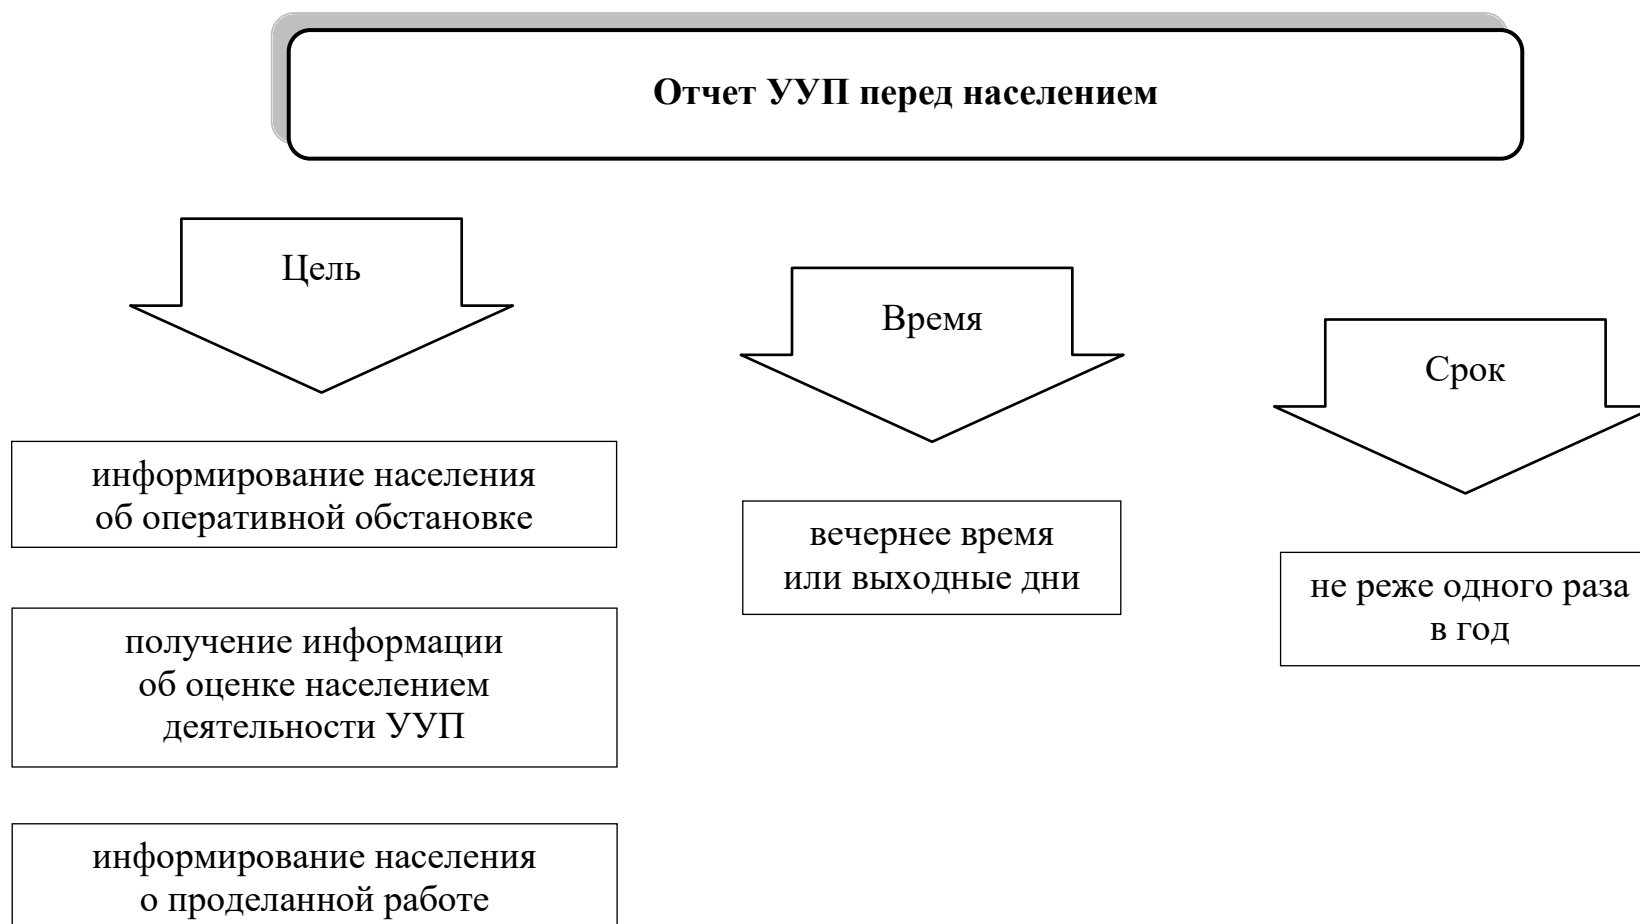 Отчет УУП перед населением
Цель
Время
Срок
информирование населения
об оперативной обстановке
вечернее время
или выходные дни
не реже одного раза
в год
получение информации
об оценке населением
деятельности УУП
информирование населения
о проделанной работе